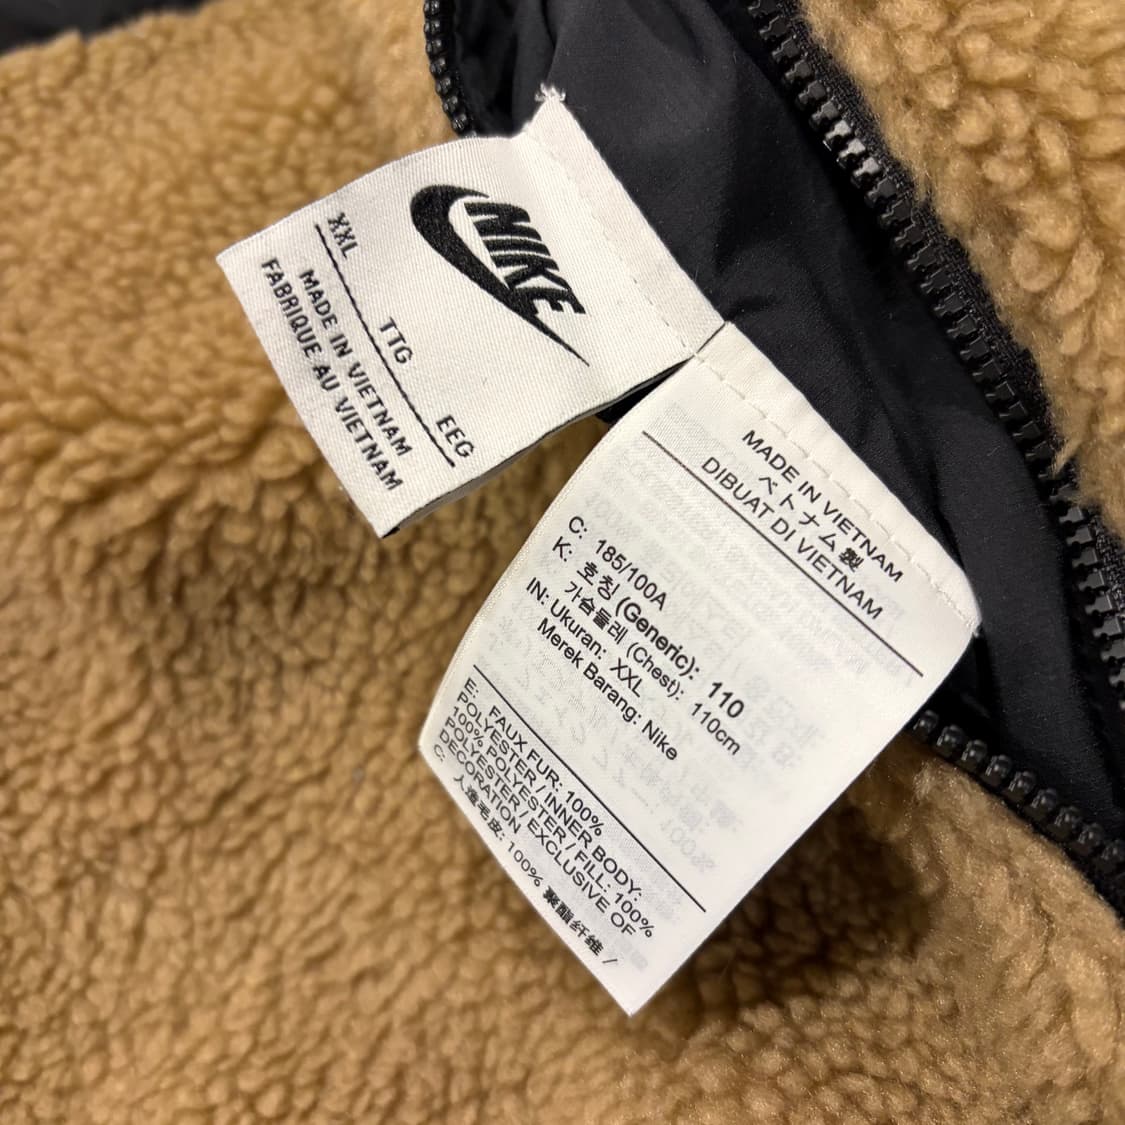 NIKE
XXL TTG EEG
MADE IN VIETNAM
FABRIQUE AU VIETNAM
MADE IN VIETNAM
ベトナム製
DIBUAT DI VIETNAM
C: 185/100A
K: 호칭 (Generic): 110
가슴둘레 (Chest): 110cm
IN: Ukuran: XXL
Merek Barang: Nike
E: FAUX FUR: 100%
POLYESTER / INNER BODY:
100% POLYESTER / FILL: 100%
POLYESTER / EXCLUSIVE OF
DECORATION
C: 人造毛皮: 100% 聚酯纤维 /